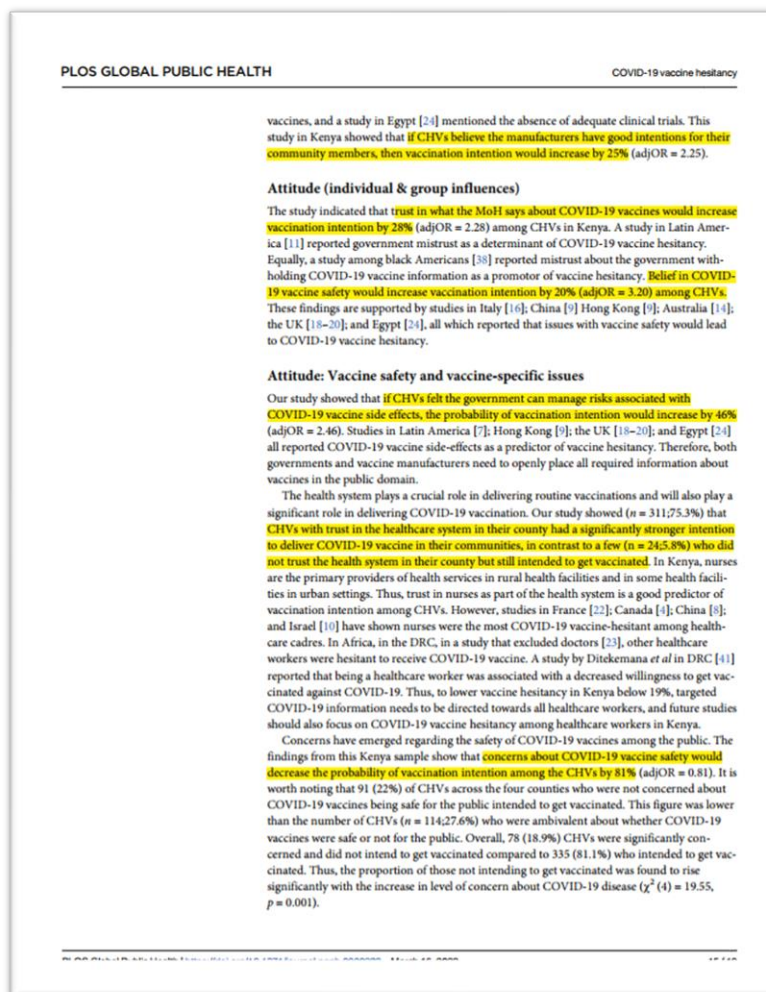 PLOS GLOBAL PUBLIC HEALTH
COVID-19 vaccine hesitancy
vaccines, and a study in Egypt [24] mentioned the absence of adequate clinical trials. This
study in Kenya showed that if CHVs believe the manufacturers have good intentions for their
community members, then vaccination intention would increase by 25% (adjOR = 2.25).
Attitude (individual & group influences)
The study indicated that trust in what the MoH says about COVID-19 vaccines would increase
vaccination intention by 28% (adjOR = 2.28) among CHVs in Kenya. A study in Latin Amer-
ica [11] reported government mistrust as a determinant of COVID-19 vaccine hesitancy.
Equally, a study among black Americans [38] reported mistrust about the government with-
holding COVID-19 vaccine information as a promotor of vaccine hesitancy. Belief in COVID-
19 vaccine safety would increase vaccination intention by 20% (adjOR = 3.20) among CHVs.
These findings are supported by studies in Italy [16]; China [9] Hong Kong [9]; Australia [14];
the UK [18–20]; and Egypt [24], all which reported that issues with vaccine safety would lead
to COVID-19 vaccine hesitancy.
Attitude: Vaccine safety and vaccine-specific issues
Our study showed that if CHVs felt the government can manage risks associated with
COVID-19 vaccine side effects, the probability of vaccination intention would increase by 46%
(adjOR = 2.46). Studies in Latin America [7]; Hong Kong [9]; the UK [18–20]; and Egypt [24]
all reported COVID-19 vaccine side-effects as a predictor of vaccine hesitancy. Therefore, both
governments and vaccine manufacturers need to openly place all required information about
vaccines in the public domain.
The health system plays a crucial role in delivering routine vaccinations and will also play a
significant role in delivering COVID-19 vaccination. Our study showed (n = 311;75.3%) that
CHVs with trust in the healthcare system in their county had a significantly stronger intention
to deliver COVID-19 vaccine in their communities, in contrast to a few (n = 24;5.8%) who did
not trust the health system in their county but still intended to get vaccinated. In Kenya, nurses
are the primary providers of health services in rural health facilities and in some health facili-
ties in urban settings. Thus, trust in nurses as part of the health system is a good predictor of
vaccination intention among CHVs. However, studies in France [22]; Canada [4]; China [8];
and Israel [10] have shown nurses were the most COVID-19 vaccine-hesitant among health-
care cadres. In Africa, in the DRC, in a study that excluded doctors [23], other healthcare
workers were hesitant to receive COVID-19 vaccine. A study by Ditekemana et al in DRC [41]
reported that being a healthcare worker was associated with a decreased willingness to get vac-
cinated against COVID-19. Thus, to lower vaccine hesitancy in Kenya below 19%, targeted
COVID-19 information needs to be directed towards all healthcare workers, and future studies
should also focus on COVID-19 vaccine hesitancy among healthcare workers in Kenya.
Concerns have emerged regarding the safety of COVID-19 vaccines among the public. The
findings from this Kenya sample show that concerns about COVID-19 vaccine safety would
decrease the probability of vaccination intention among the CHVs by 81% (adjOR = 0.81). It is
worth noting that 91 (22%) of CHVs across the four counties who were not concerned about
COVID-19 vaccines being safe for the public intended to get vaccinated. This figure was lower
than the number of CHVs (n = 114;27.6%) who were ambivalent about whether COVID-19
vaccines were safe or not for the public. Overall, 78 (18.9%) CHVs were significantly con-
cerned and did not intend to get vaccinated compared to 335 (81.1%) who intended to get vac-
cinated. Thus, the proportion of those not intending to get vaccinated was found to rise
significantly with the increase in level of concern about COVID-19 disease (χ² (4) = 19.55,
p = 0.001).